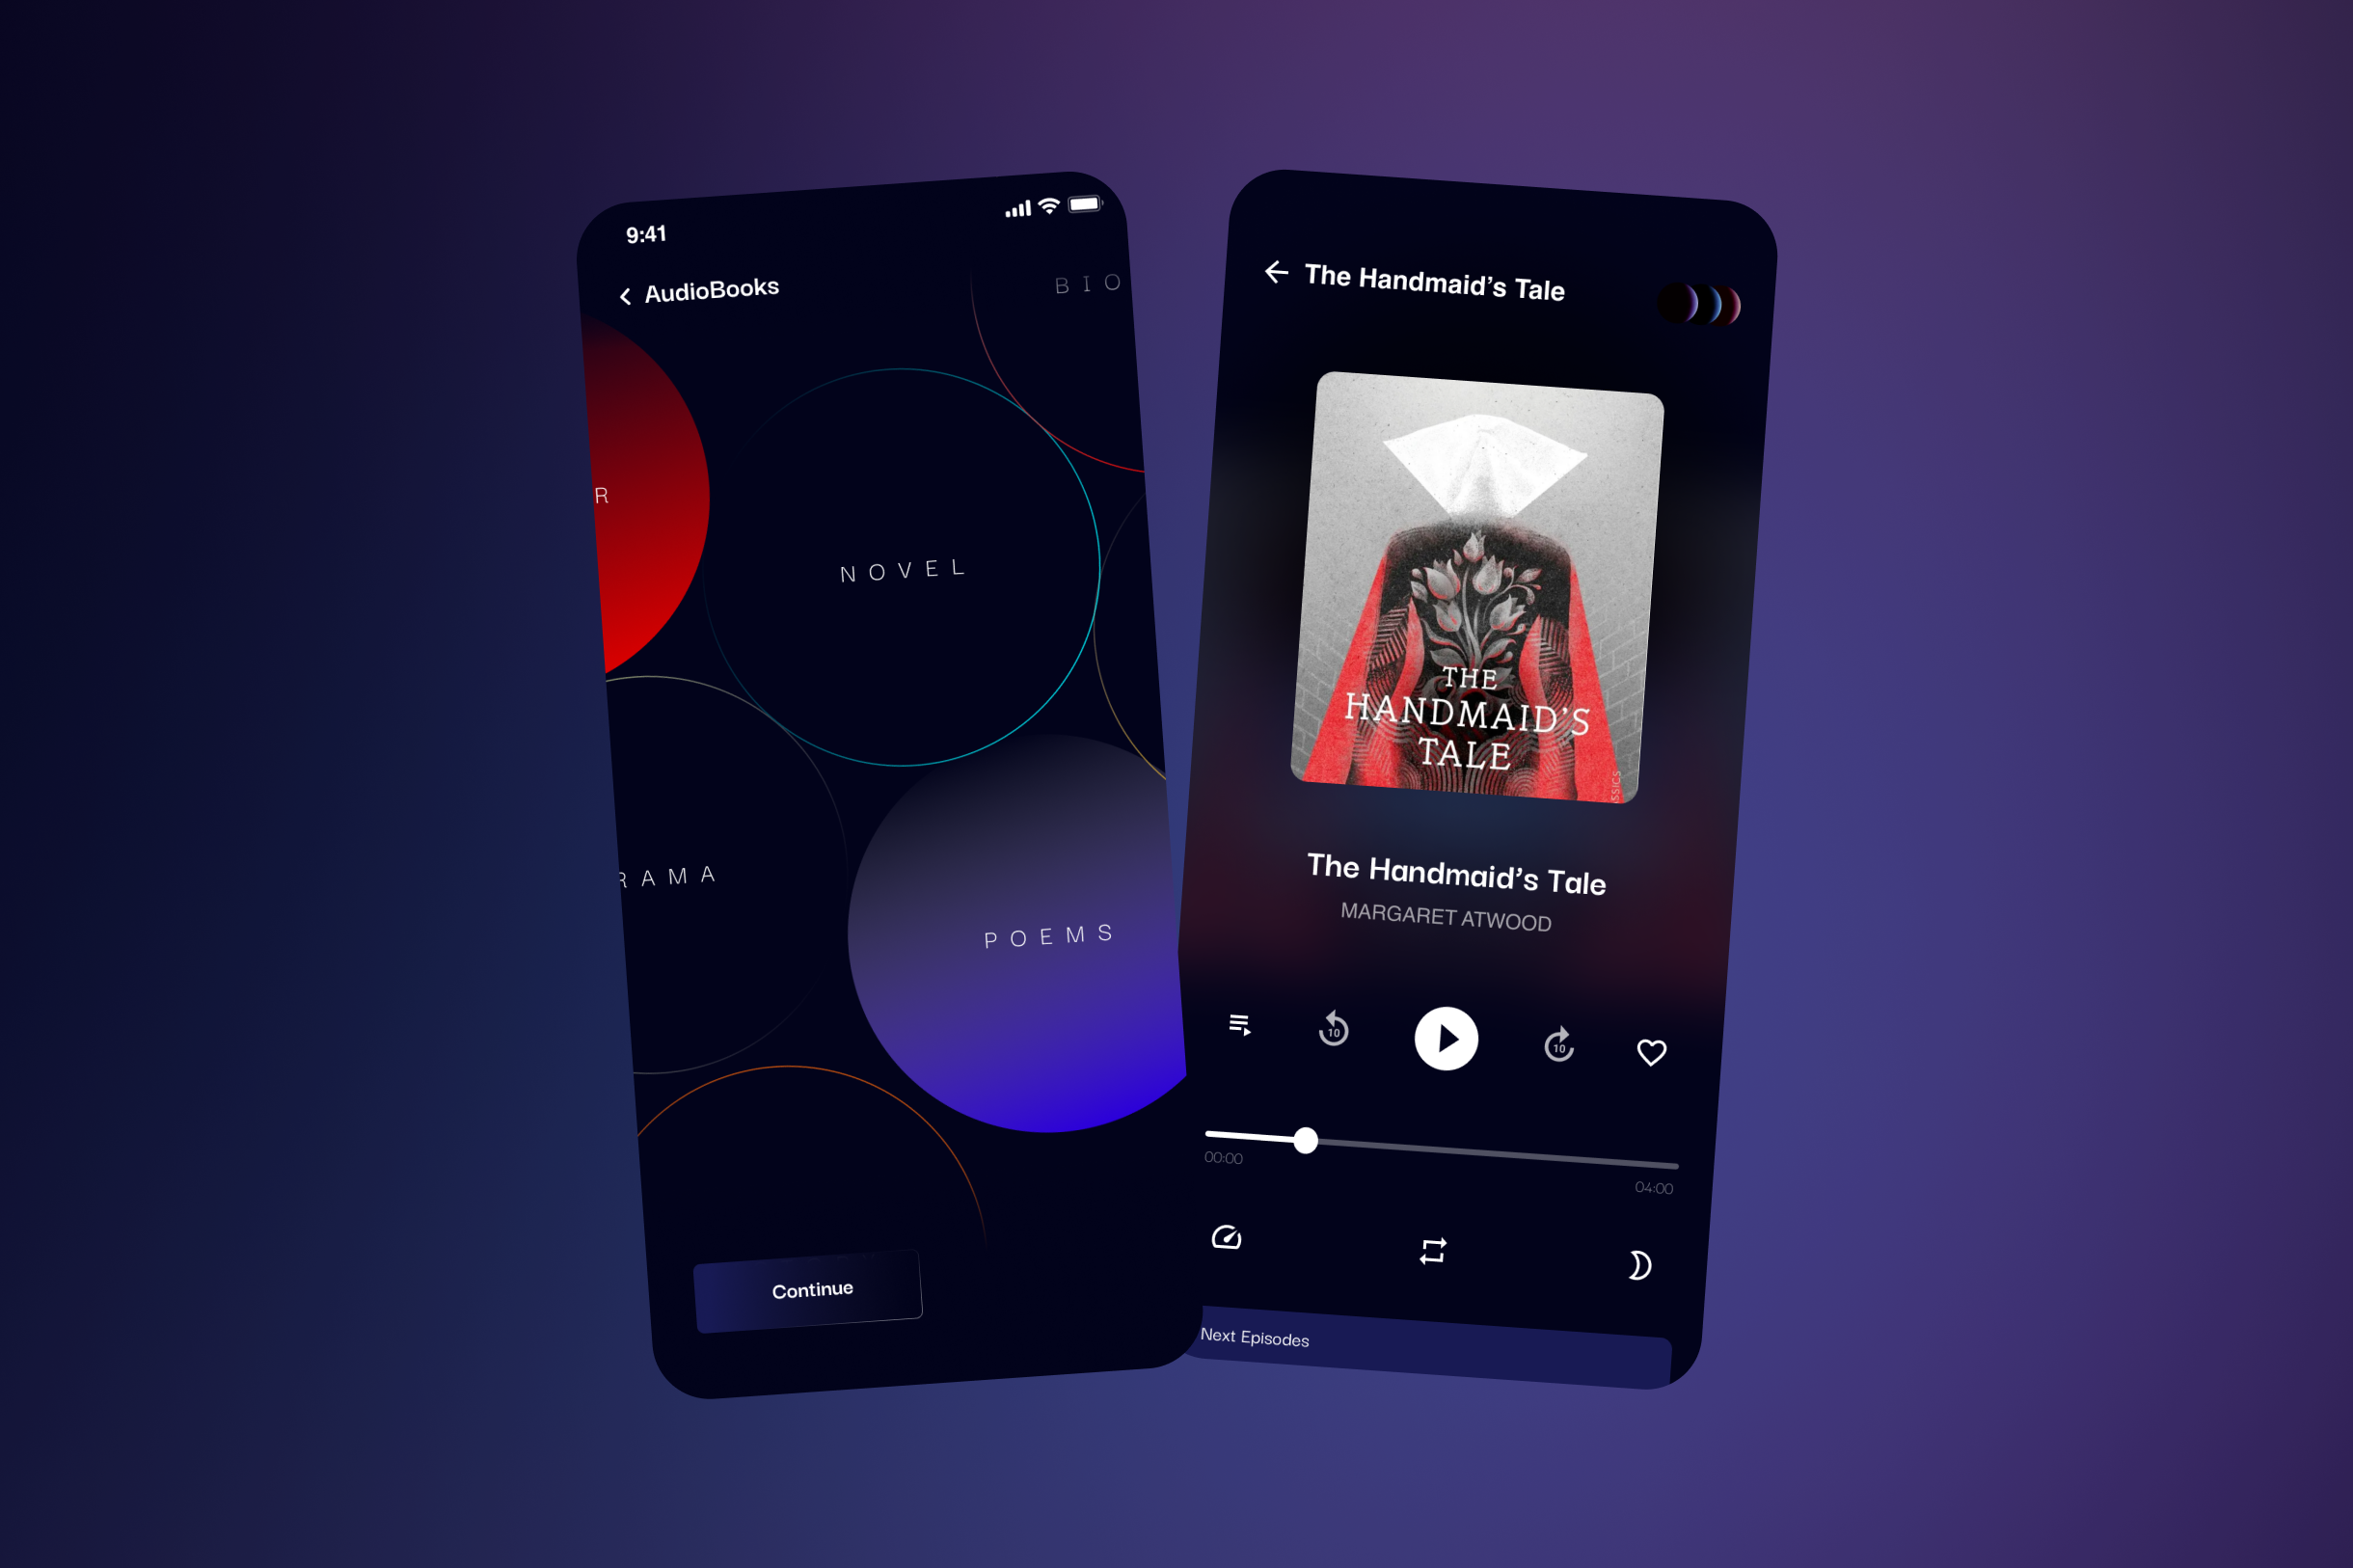 9:41
AudioBooks
BIO
R
NOVEL
RAMA
POEMS
Continue
The Handmaid’s Tale
THE
HANDMAID’S
TALE
SSICS
The Handmaid’s Tale
MARGARET ATWOOD
10
10
00:00
04:00
Next Episodes